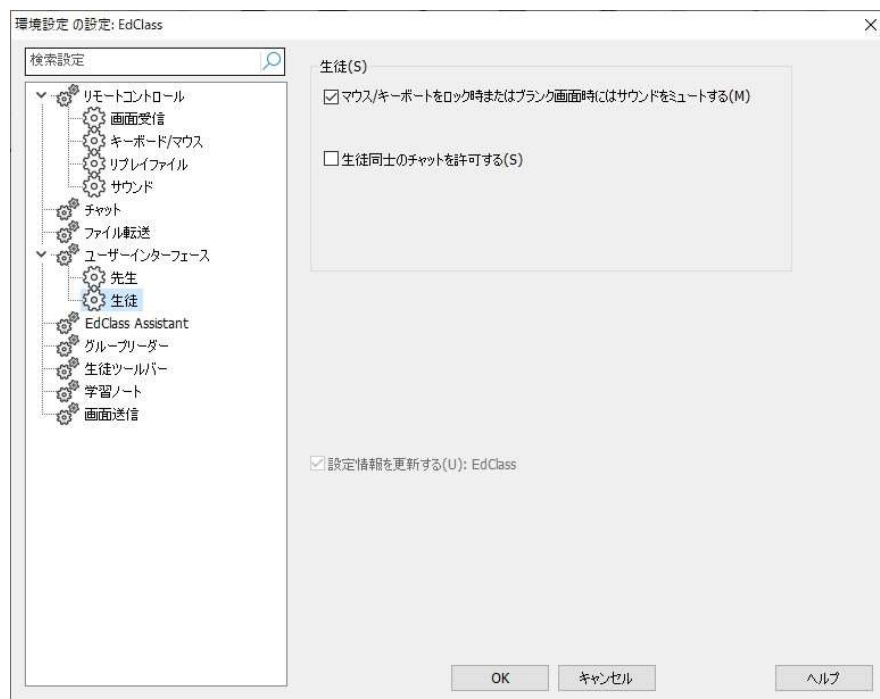 環境設定 の設定: EdClass
検索設定
リモートコントロール
画面受信
キーボード/マウス
リプレイファイル
サウンド
チャット
ファイル転送
ユーザーインターフェース
先生
生徒
EdClass Assistant
グループリーダー
生徒ツールバー
学習ノート
画面送信
生徒(S)
マウス/キーボードをロック時またはブランク画面時にはサウンドをミュートする(M)
生徒同士のチャットを許可する(S)
設定情報を更新する(U): EdClass
OK
キャンセル
ヘルプ